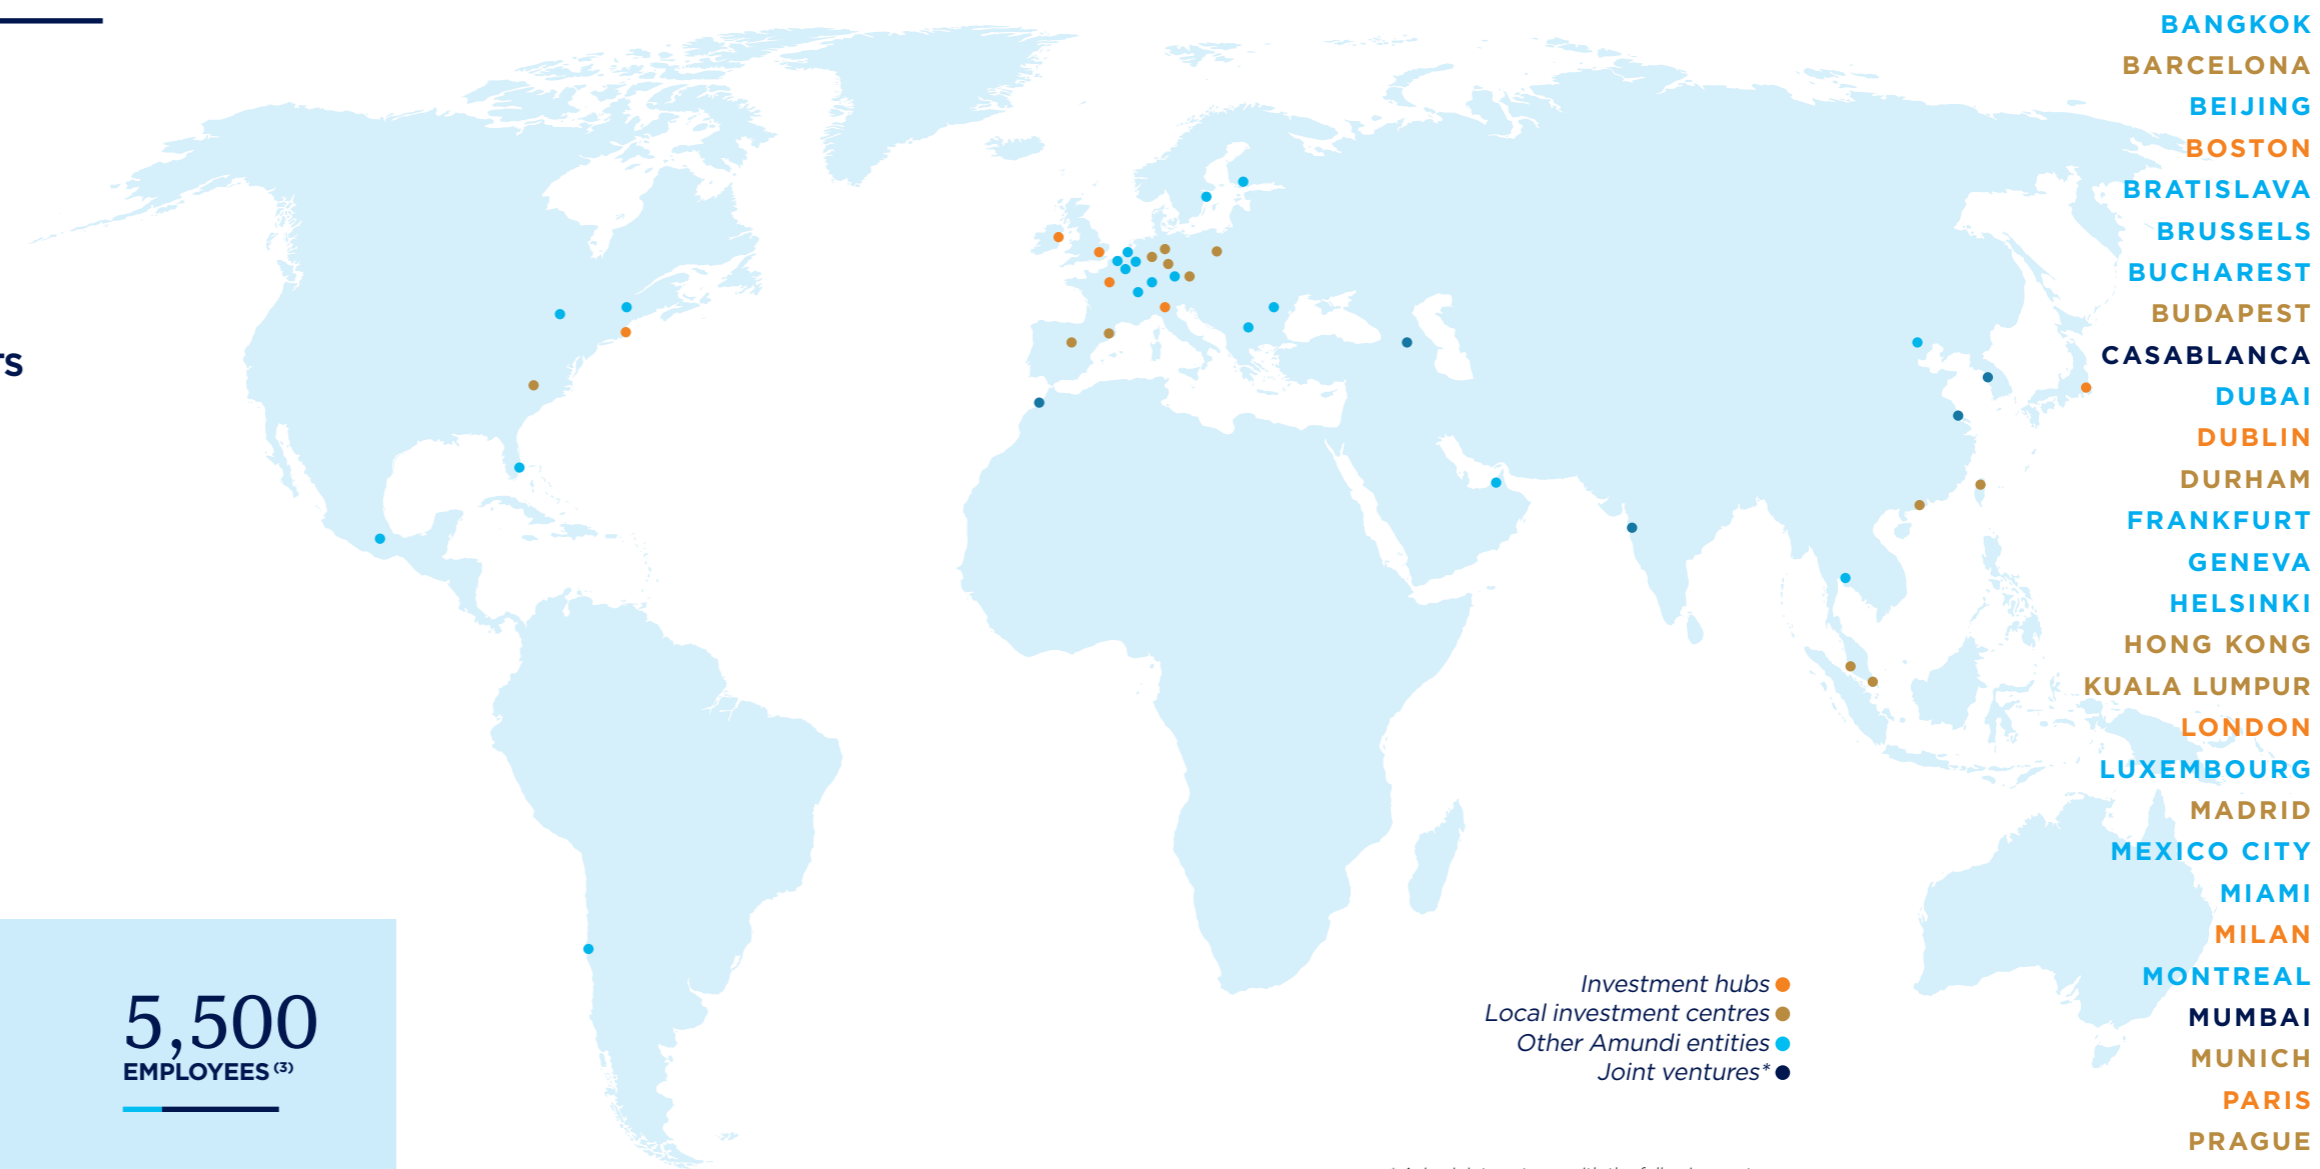 BANGKOK
BARCELONA
BEIJING
BOSTON
BRATISLAVA
BRUSSELS
BUCHAREST
BUDAPEST
CASABLANCA
DUBAI
DUBLIN
DURHAM
FRANKFURT
GENEVA
HELSINKI
HONG KONG
KUALA LUMPUR
LONDON
LUXEMBOURG
MADRID
MEXICO CITY
MIAMI
MILAN
MONTREAL
MUMBAI
MUNICH
PARIS
PRAGUE
TS
5,500
EMPLOYEES (3)
Investment hubs
Local investment centres
Other Amundi entities
Joint ventures*